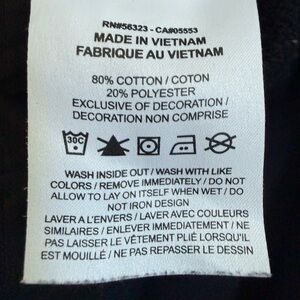 RN#56323 - CA#05553
MADE IN VIETNAM
FABRIQUE AU VIETNAM
80% COTTON / COTON
20% POLYESTER
EXCLUSIVE OF DECORATION /
DECORATION NON COMPRISE
30C
WASH INSIDE OUT / WASH WITH LIKE
COLORS / REMOVE IMMEDIATELY / DO NOT
ALLOW TO LAY ON ITSELF WHEN WET / DO
NOT IRON DESIGN
LAVER A L'ENVERS / LAVER AVEC COULEURS
SIMILAIRES / ENLEVER IMMÉDIATEMENT / NE
PAS LAISSER LE VÊTEMENT PLIÉ LORSQU'IL
EST MOUILLÉ / NE PAS REPASSER LE DESSIN